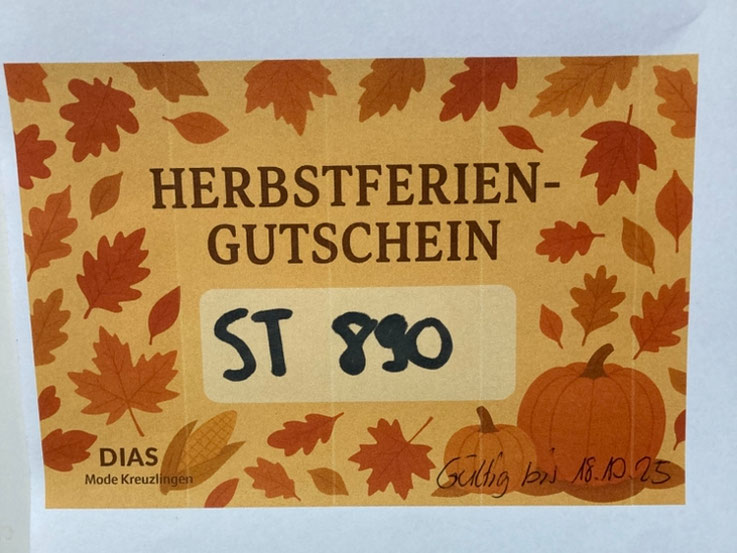 HERBSTFERIEN-
GUTSCHEIN
ST 890
DIAS
Mode Kreuzlingen
Gültig bis 18.10.25